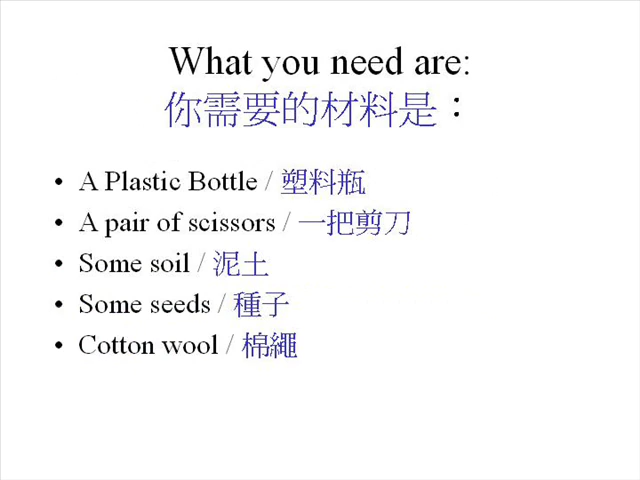 What you need are:
你需要的材料是：
• A Plastic Bottle / 塑料瓶
• A pair of scissors / 一把剪刀
• Some soil / 泥土
• Some seeds / 種子
• Cotton wool / 棉繩